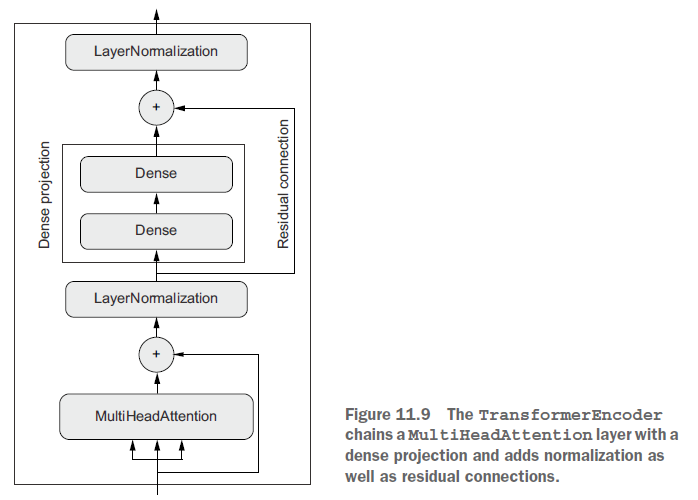 LayerNormalization
+
Dense projection
Dense
Residual connection
Dense
LayerNormalization
+
MultiHeadAttention
Figure 11.9 The TransformerEncoder
chains a MultiHeadAttention layer with a
dense projection and adds normalization as
well as residual connections.